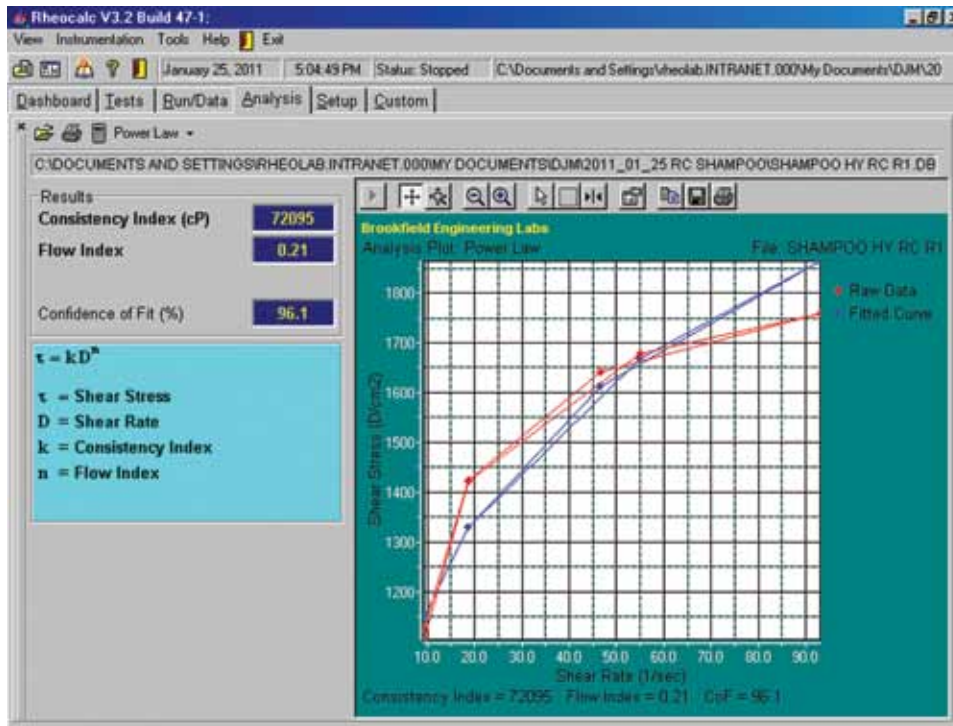 Rheocalc V3.2 Build 47-1:
View Instrumentation Tools Help Exit
January 25, 2011 5:04:49 PM Status: Stopped C:\Documents and Settings\rheolab.INTRANET.000\My Documents\DJM\20
Dashboard Tests Run/Data Analysis Setup Custom
Power Law
C:\DOCUMENTS AND SETTINGS\RHEOLAB.INTRANET.000\MY DOCUMENTS\DJM\2011_01_25 RC SHAMPOO\SHAMPOO HY RC R1.DB
Results
Consistency Index (cP) 72095
Flow Index 0.21
Confidence of Fit (%) 96.1
τ = kDⁿ
τ = Shear Stress
D = Shear Rate
k = Consistency Index
n = Flow Index
Brookfield Engineering Labs
Analysis Plot: Power Law File: SHAMPOO HY RC R1
Raw Data
Fitted Curve
Shear Stress (D/cm2)
1800
1700
1600
1500
1400
1300
1200
10.0 20.0 30.0 40.0 50.0 60.0 70.0 80.0 90.0
Shear Rate (1/sec)
Consistency Index = 72095 Flow Index = 0.21 CoF = 96.1